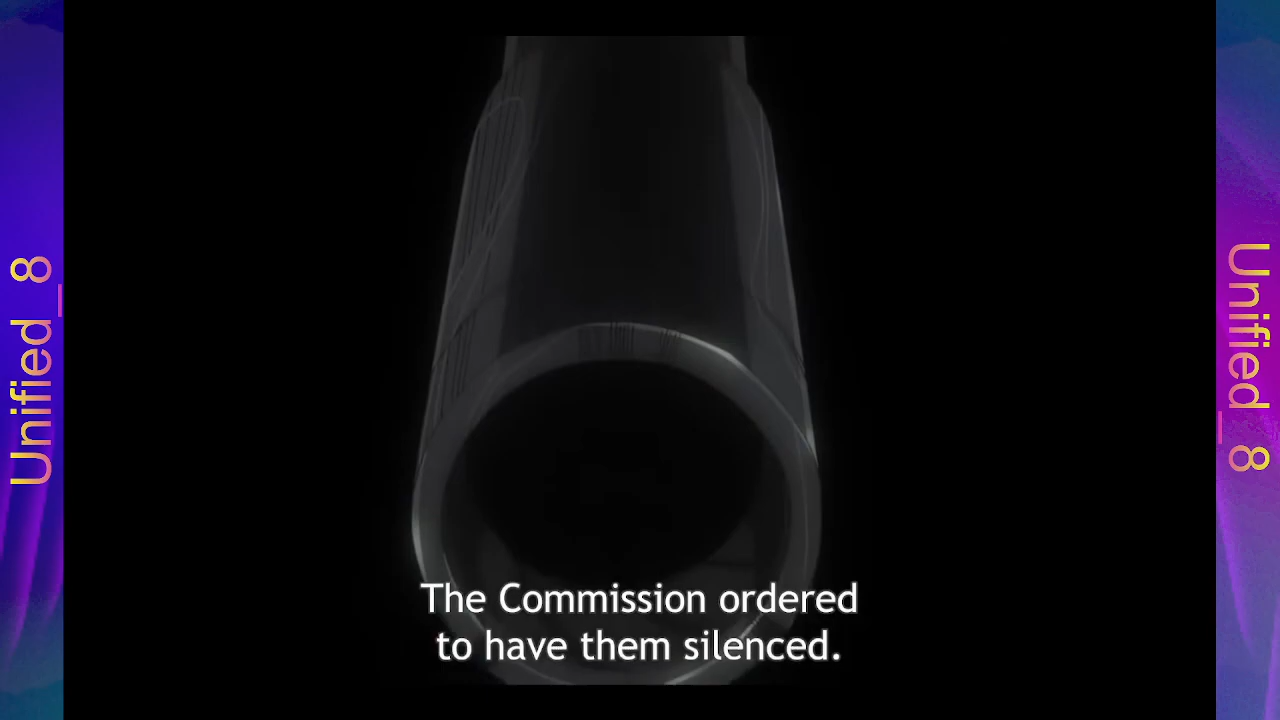 Unified_8
The Commission ordered
to have them silenced.
Unified_8